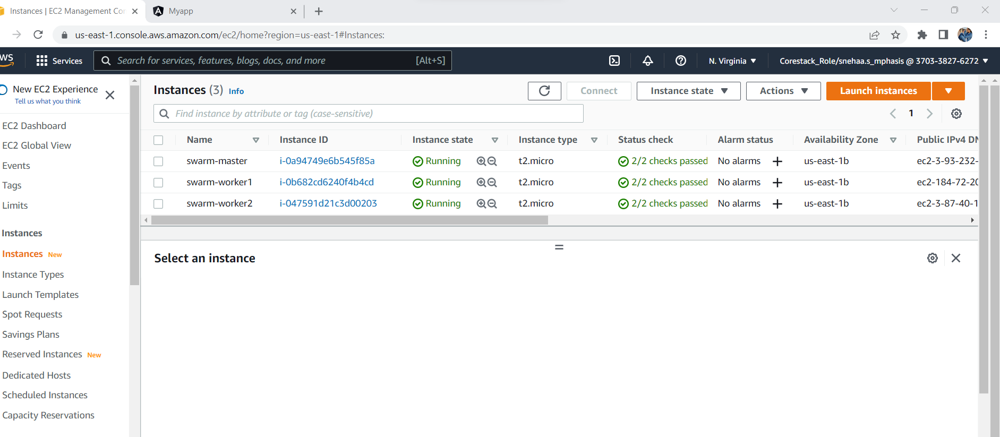 Instances | EC2 Management Con
Myapp
us-east-1.console.aws.amazon.com/ec2/home?region=us-east-1#Instances:
Services
Search for services, features, blogs, docs, and more
[Alt+S]
N. Virginia
Corestack_Role/snehaa.s_mphasis @ 3703-3827-6272
New EC2 Experience
Tell us what you think
EC2 Dashboard
EC2 Global View
Events
Tags
Limits
Instances
Instances New
Instance Types
Launch Templates
Spot Requests
Savings Plans
Reserved Instances New
Dedicated Hosts
Scheduled Instances
Capacity Reservations
Instances (3) Info
Connect
Instance state
Actions
Launch instances
Find instance by attribute or tag (case-sensitive)
1
Name Instance ID Instance state Instance type Status check Alarm status Availability Zone Public IPv4 DN
swarm-master i-0a94749e6b545f85a Running t2.micro 2/2 checks passed No alarms + us-east-1b ec2-3-93-232-
swarm-worker1 i-0b682cd6240f4b4cd Running t2.micro 2/2 checks passed No alarms + us-east-1b ec2-184-72-20
swarm-worker2 i-047591d21c3d00203 Running t2.micro 2/2 checks passed No alarms + us-east-1b ec2-3-87-40-1
Select an instance